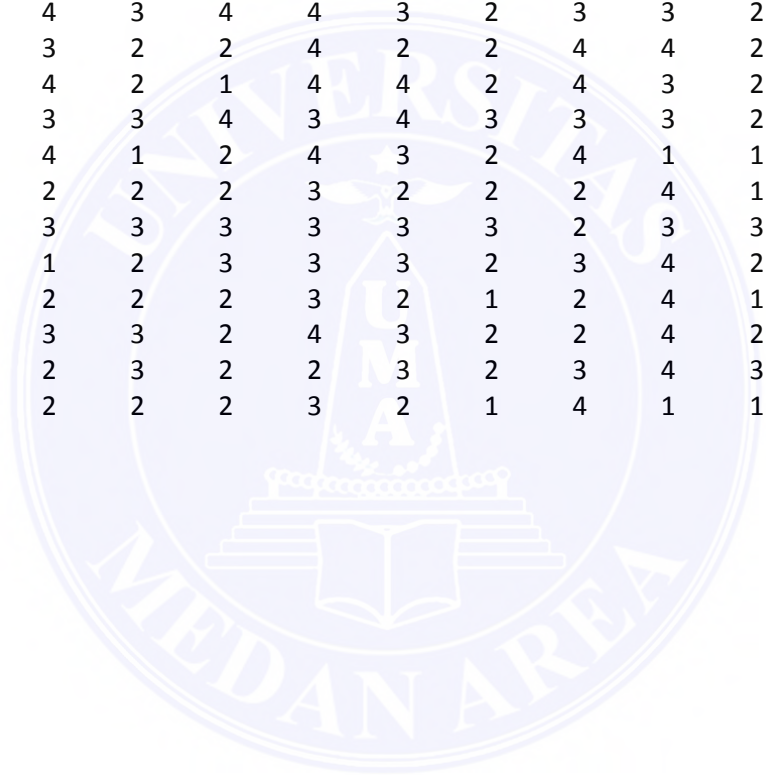 4 3 4 4 3 2 3 3 2
3 2 2 4 2 2 4 4 2
4 2 1 4 4 2 4 3 2
3 3 4 3 4 3 3 3 2
4 1 2 4 3 2 4 1 1
2 2 2 3 2 2 2 4 1
3 3 3 3 3 3 2 3 3
1 2 3 3 3 2 3 4 2
2 2 2 3 2 1 2 4 1
3 3 2 4 3 2 2 4 2
2 3 2 2 3 2 3 4 3
2 2 2 3 2 1 4 1 1
UNIVERSITAS
UMA
MEDAN AREA